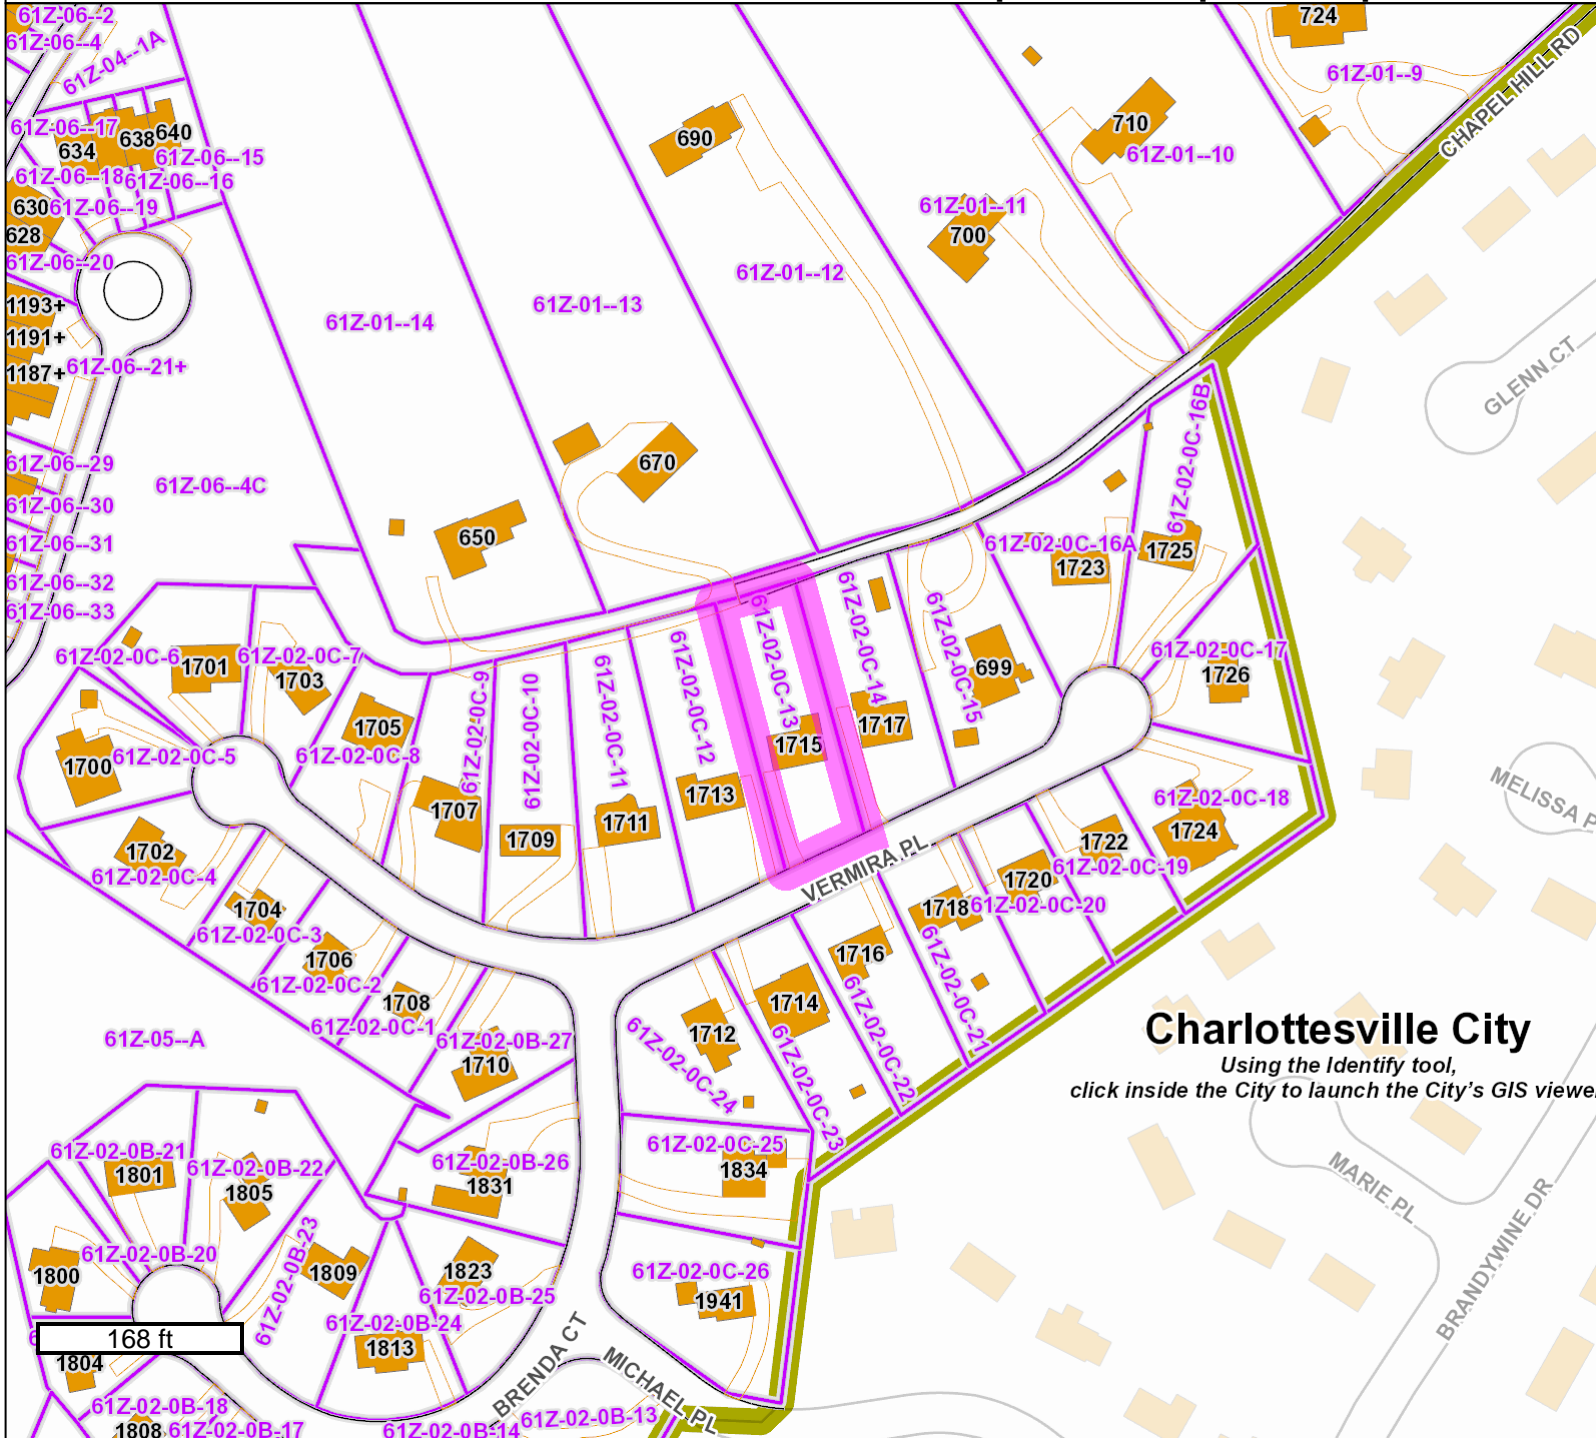 61Z-06--2
61Z-06--4
61Z-04--1A
724
61Z-01--9
CHAPEL HILL RD
61Z-06--17
634
638
640
61Z-06--15
61Z-06--18
61Z-06--16
630
61Z-06--19
628
61Z-06--20
690
710
61Z-01--10
61Z-01--11
700
61Z-01--12
61Z-01--13
61Z-01--14
1193+
1191+
1187+
61Z-06--21+
GLENN CT
61Z-06--29
61Z-06--4C
61Z-06--30
61Z-06--31
61Z-06--32
61Z-06--33
670
650
61Z-02-0C-16B
61Z-02-0C-16A
1725
1723
61Z-02-0C-6
1701
61Z-02-0C-7
1703
61Z-02-0C-9
61Z-02-0C-10
61Z-02-0C-11
61Z-02-0C-12
61Z-02-0C-13
61Z-02-0C-14
61Z-02-0C-15
699
61Z-02-0C-17
1726
1705
61Z-02-0C-8
61Z-02-0C-5
1700
1717
1715
1713
1707
1711
1709
61Z-02-0C-18
1724
1722
61Z-02-0C-19
MELISSA P
1702
61Z-02-0C-4
VERMIRA PL
1720
61Z-02-0C-20
1718
1704
61Z-02-0C-3
1706
61Z-02-0C-2
1708
61Z-02-0C-1
1716
61Z-02-0C-21
61Z-02-0C-22
1714
61Z-02-0C-23
1712
61Z-02-0C-24
61Z-05--A
61Z-02-0B-27
1710
Charlottesville City
Using the Identify tool,
click inside the City to launch the City's GIS viewe
61Z-02-0B-21
1801
61Z-02-0B-22
1805
61Z-02-0B-26
1831
61Z-02-0C-25
1834
MARIE PL
BRANDYWINE DR
61Z-02-0B-20
1800
61Z-02-0B-23
1809
1823
61Z-02-0B-25
61Z-02-0C-26
1941
61Z-02-0B-24
1813
168 ft
1804
BRENDA CT
MICHAEL PL
61Z-02-0B-18
1808
61Z-02-0B-17
61Z-02-0B-14
61Z-02-0B-13